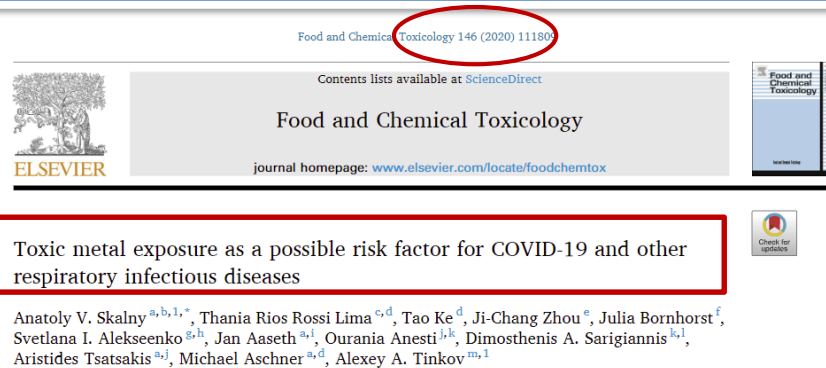 Food and Chemical Toxicology 146 (2020) 111809
Contents lists available at ScienceDirect
Food and Chemical Toxicology
journal homepage: www.elsevier.com/locate/foodchemtox
ELSEVIER
Food and
Chemical
Toxicology
Toxic metal exposure as a possible risk factor for COVID-19 and other
respiratory infectious diseases
Check for
updates
Anatoly V. Skalny a,b,1,*, Thania Rios Rossi Lima c,d, Tao Ke d, Ji-Chang Zhou e, Julia Bornhorst f,
Svetlana I. Alekseenko g,h, Jan Aaseth a,i, Ourania Anesti j,k, Dimosthenis A. Sarigiannis k,l,
Aristides Tsatsakis a,j, Michael Aschner a,d, Alexey A. Tinkov m,1